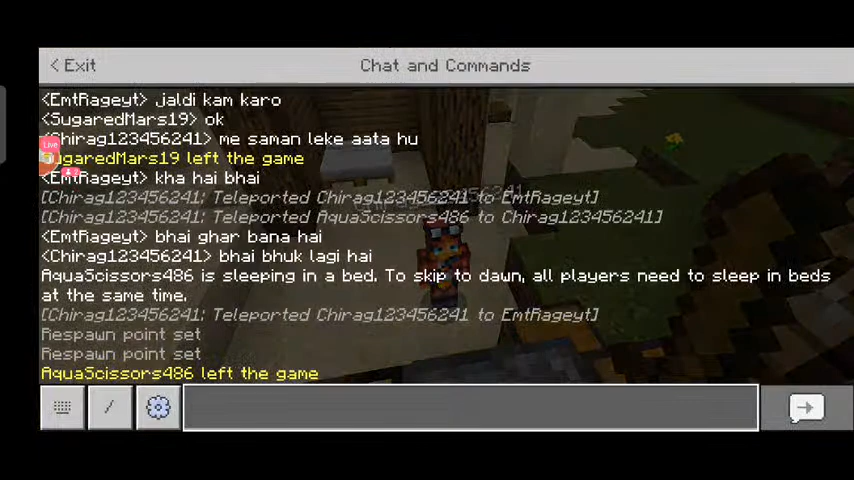 < Exit
Chat and Commands
<EmtRageyt> jaldi kam karo
<SugaredMars19> ok
<Chirag123456241> me saman leke aata hu
Live
SugaredMars19 left the game
<EmtRageyt> kha hai bhai
[Chirag123456241: Teleported Chirag123456241 to EmtRageyt]
[Chirag123456241: Teleported AquaScissors486 to Chirag123456241]
<EmtRageyt> bhai ghar bana hai
<Chirag123456241> bhai bhuk lagi hai
AquaScissors486 is sleeping in a bed. To skip to dawn, all players need to sleep in beds
at the same time.
[Chirag123456241: Teleported Chirag123456241 to EmtRageyt]
Respawn point set
Respawn point set
AquaScissors486 left the game
/